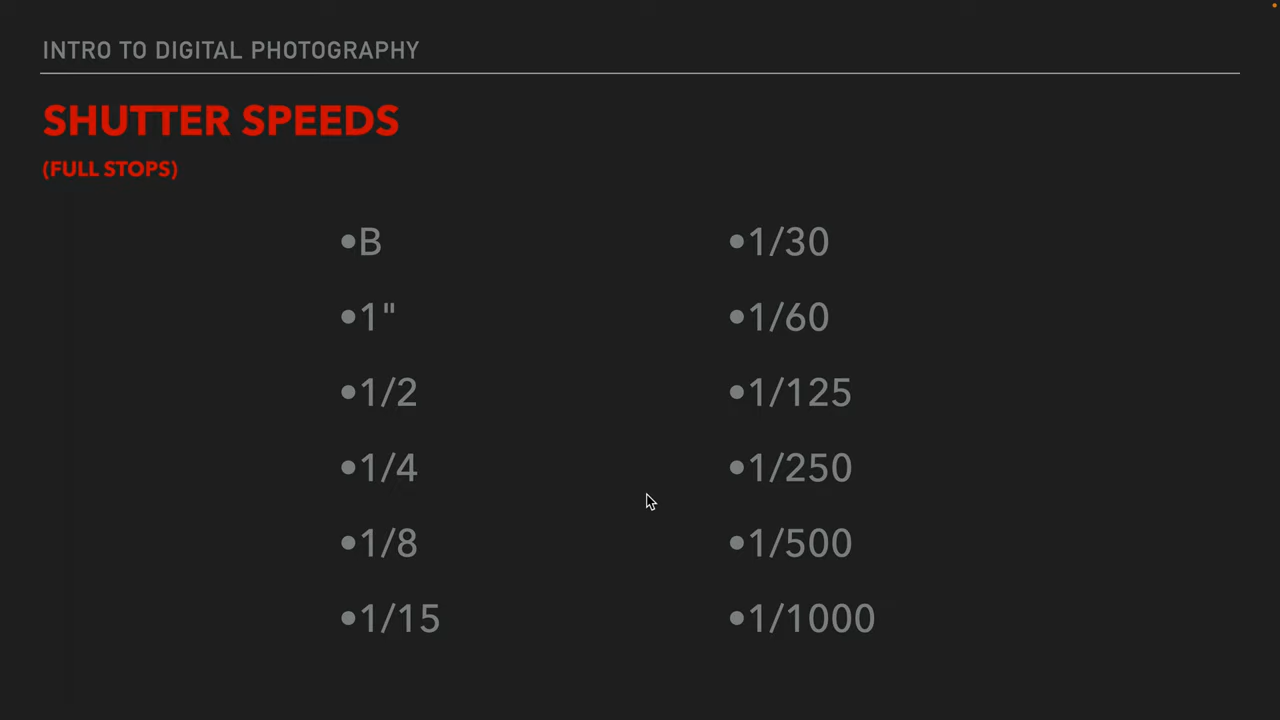 INTRO TO DIGITAL PHOTOGRAPHY
SHUTTER SPEEDS
(FULL STOPS)
•B
•1"
•1/2
•1/4
•1/8
•1/15
•1/30
•1/60
•1/125
•1/250
•1/500
•1/1000